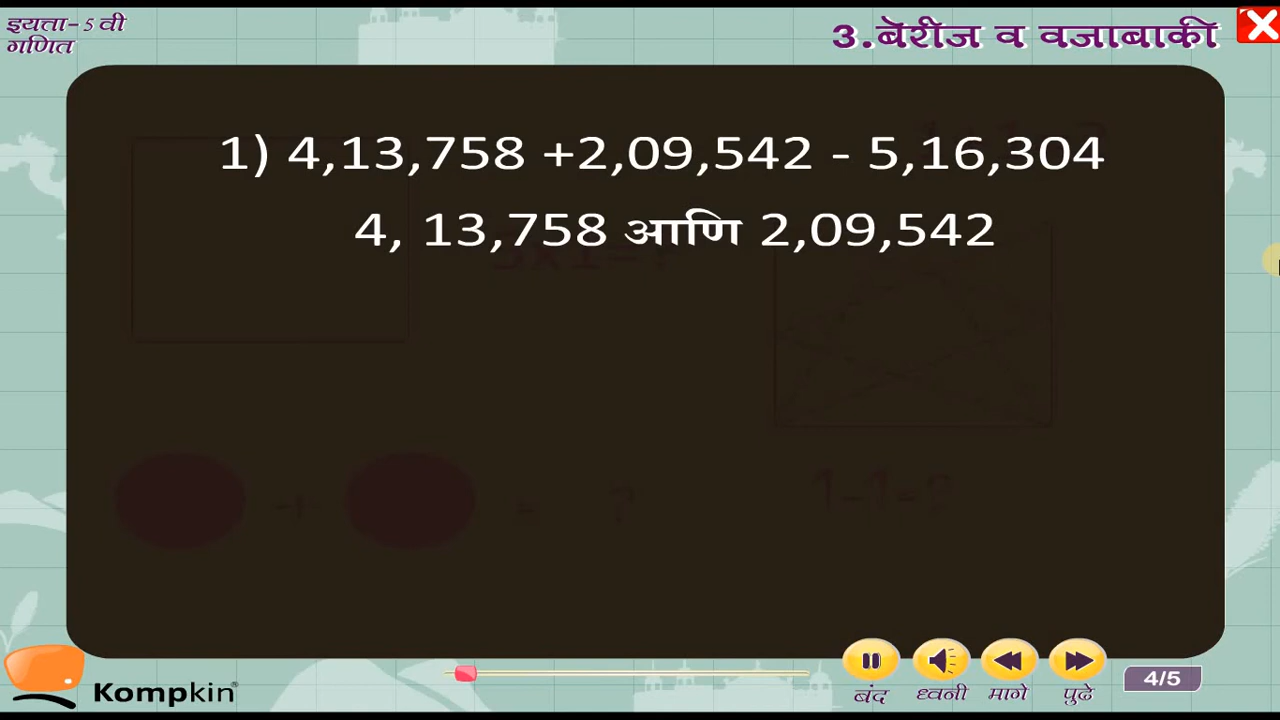 इयत्ता- 5 वी
गणित
3.बेरीज व वजाबाकी
1) 4,13,758 +2,09,542 - 5,16,304
4, 13,758 आणि 2,09,542
Kompkin
बंद
ध्वनी
मागे
पुढे
4/5